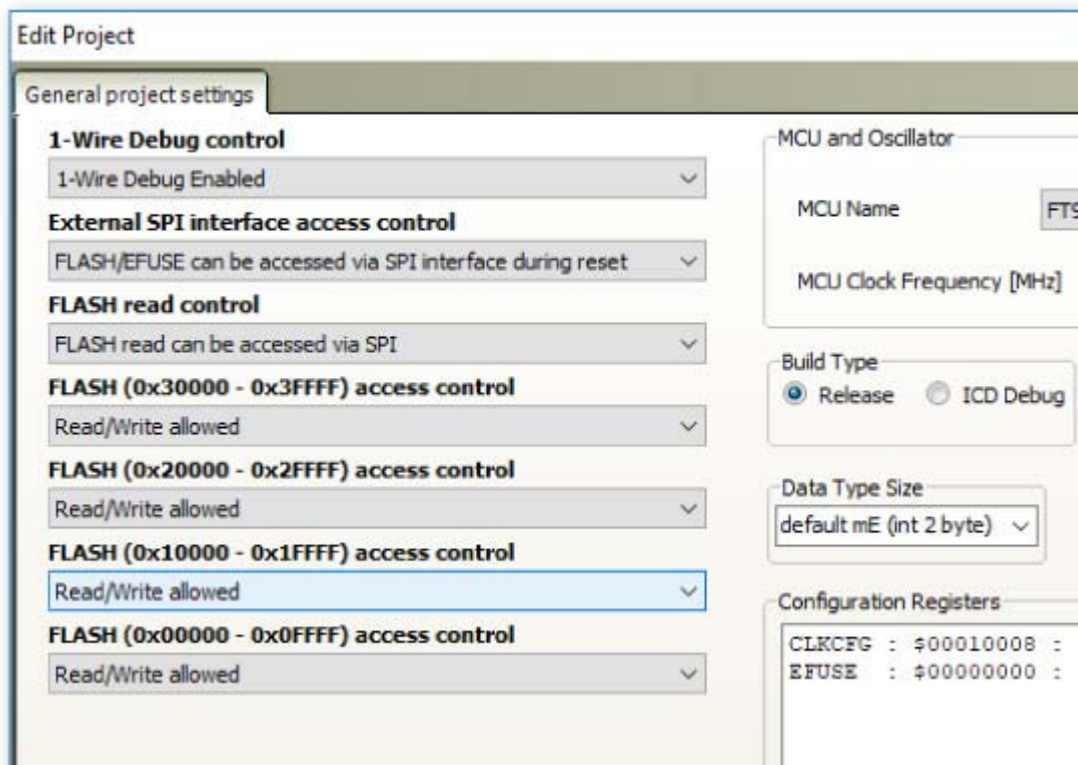 Edit Project
General project settings
1-Wire Debug control
1-Wire Debug Enabled
External SPI interface access control
FLASH/EFUSE can be accessed via SPI interface during reset
FLASH read control
FLASH read can be accessed via SPI
FLASH (0x30000 - 0x3FFFF) access control
Read/Write allowed
FLASH (0x20000 - 0x2FFFF) access control
Read/Write allowed
FLASH (0x10000 - 0x1FFFF) access control
Read/Write allowed
FLASH (0x00000 - 0x0FFFF) access control
Read/Write allowed
MCU and Oscillator
MCU Name
FT9
MCU Clock Frequency [MHz]
Build Type
Release ICD Debug
Data Type Size
default mE (int 2 byte)
Configuration Registers
CLKCFG : $00010008 :
EFUSE : $00000000 :